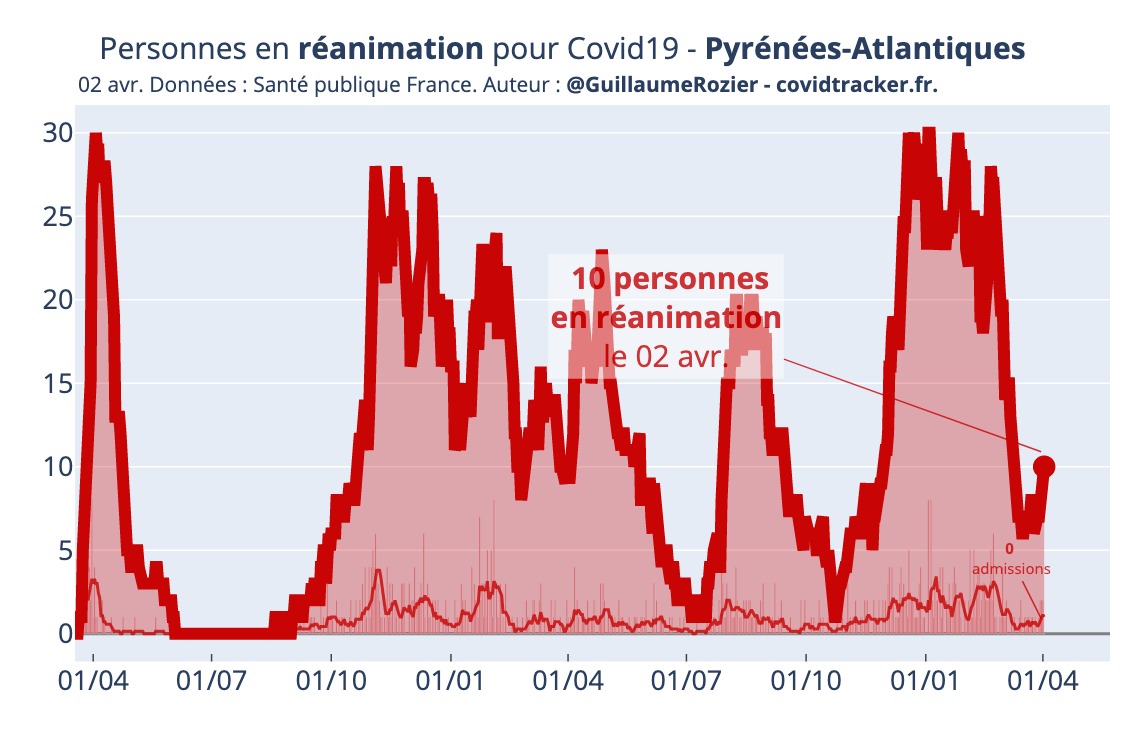 Personnes en réanimation pour Covid19 - Pyrénées-Atlantiques
02 avr. Données : Santé publique France. Auteur : @GuillaumeRozier - covidtracker.fr.
30
25
20
15
10
5
0
10 personnes
en réanimation
le 02 avr.
0
admissions
01/04
01/07
01/10
01/01
01/04
01/07
01/10
01/01
01/04